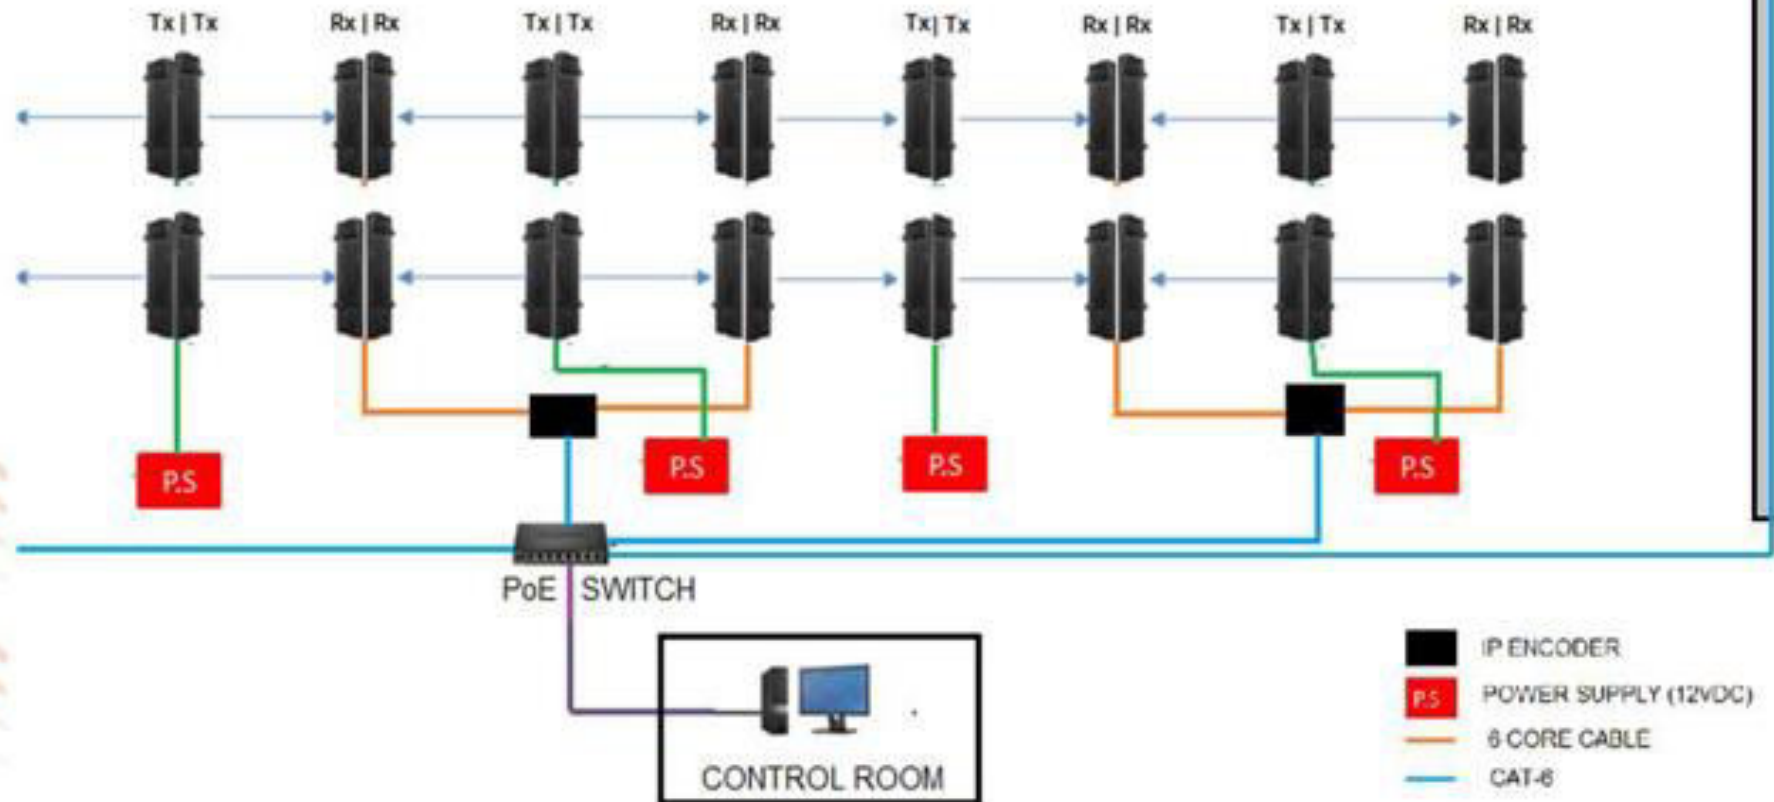 Tx | Tx
Rx | Rx
Tx | Tx
Rx | Rx
Tx | Tx
Rx | Rx
Tx | Tx
Rx | Rx
P.S
P.S
P.S
P.S
PoE SWITCH
CONTROL ROOM
IP ENCODER
P.S POWER SUPPLY (12VDC)
6 CORE CABLE
CAT-6